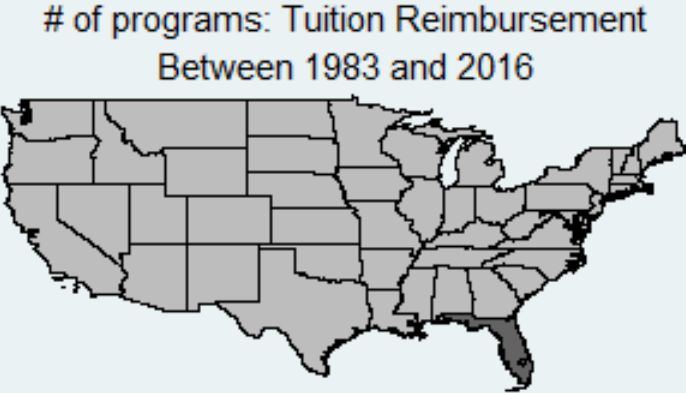 # of programs: Tuition Reimbursement
Between 1983 and 2016